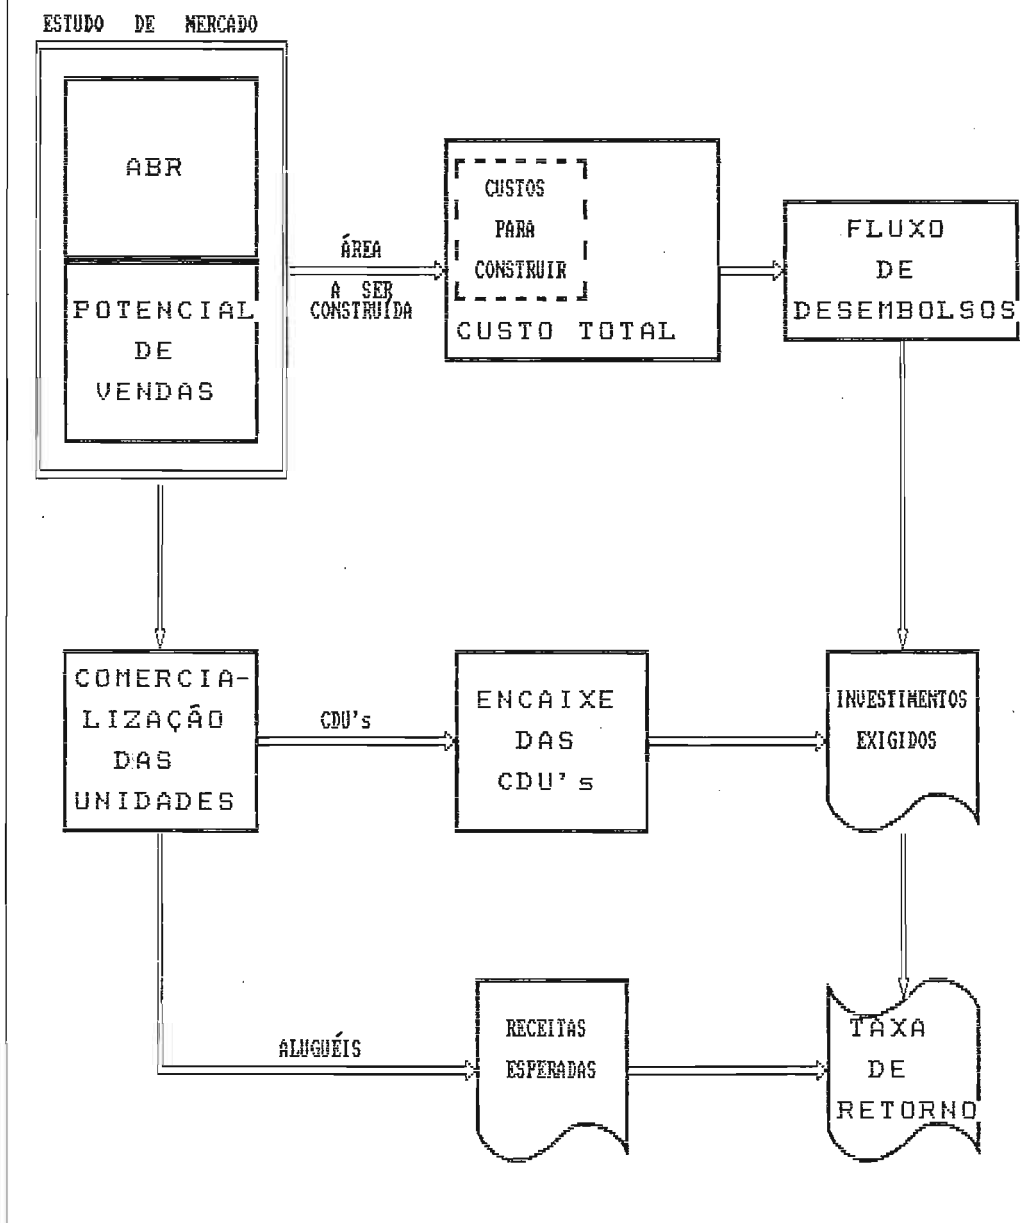 ESTUDO DE MERCADO
ABR
POTENCIAL
DE
VENDAS
ÁREA
A SER
CONSTRUÍDA
CUSTOS
PARA
CONSTRUIR
CUSTO TOTAL
FLUXO
DE
DESEMBOLSOS
COMERCIA-
LIZAÇÃO
DAS
UNIDADES
CDU's
ENCAIXE
DAS
CDU's
INVESTIMENTOS
EXIGIDOS
ALUGUÉIS
RECEITAS
ESPERADAS
TAXA
DE
RETORNO